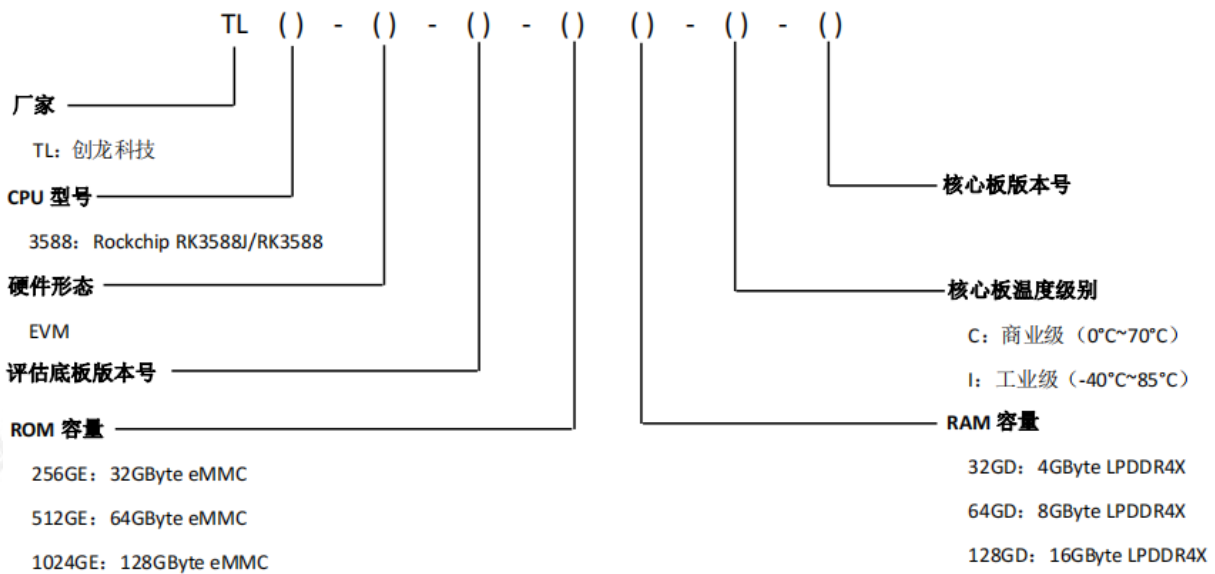 TL () - () - () - () () - () - ()
厂家
TL：创龙科技
CPU 型号
3588：Rockchip RK3588J/RK3588
硬件形态
EVM
评估底板版本号
ROM 容量
256GE：32GByte eMMC
512GE：64GByte eMMC
1024GE：128GByte eMMC
核心板版本号
核心板温度级别
C：商业级（0°C~70°C）
I：工业级（-40°C~85°C）
RAM 容量
32GD：4GByte LPDDR4X
64GD：8GByte LPDDR4X
128GD：16GByte LPDDR4X